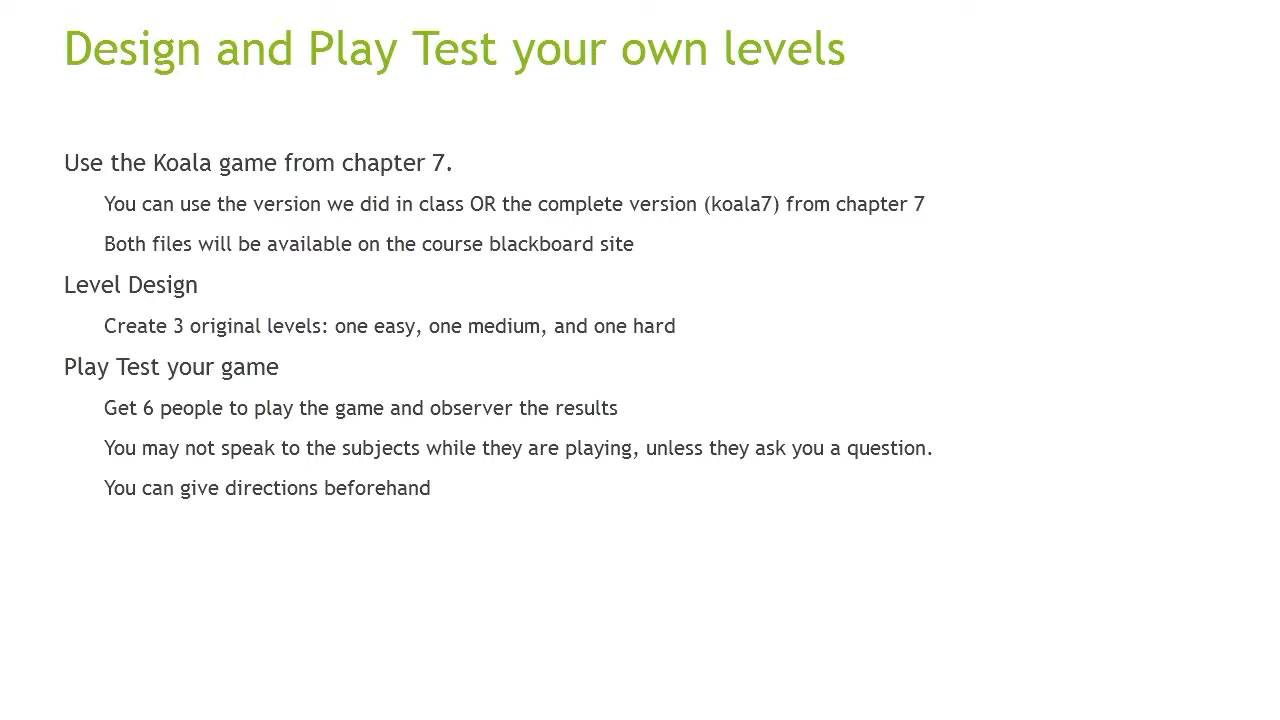 Design and Play Test your own levels
Use the Koala game from chapter 7.
You can use the version we did in class OR the complete version (koala7) from chapter 7
Both files will be available on the course blackboard site
Level Design
Create 3 original levels: one easy, one medium, and one hard
Play Test your game
Get 6 people to play the game and observer the results
You may not speak to the subjects while they are playing, unless they ask you a question.
You can give directions beforehand